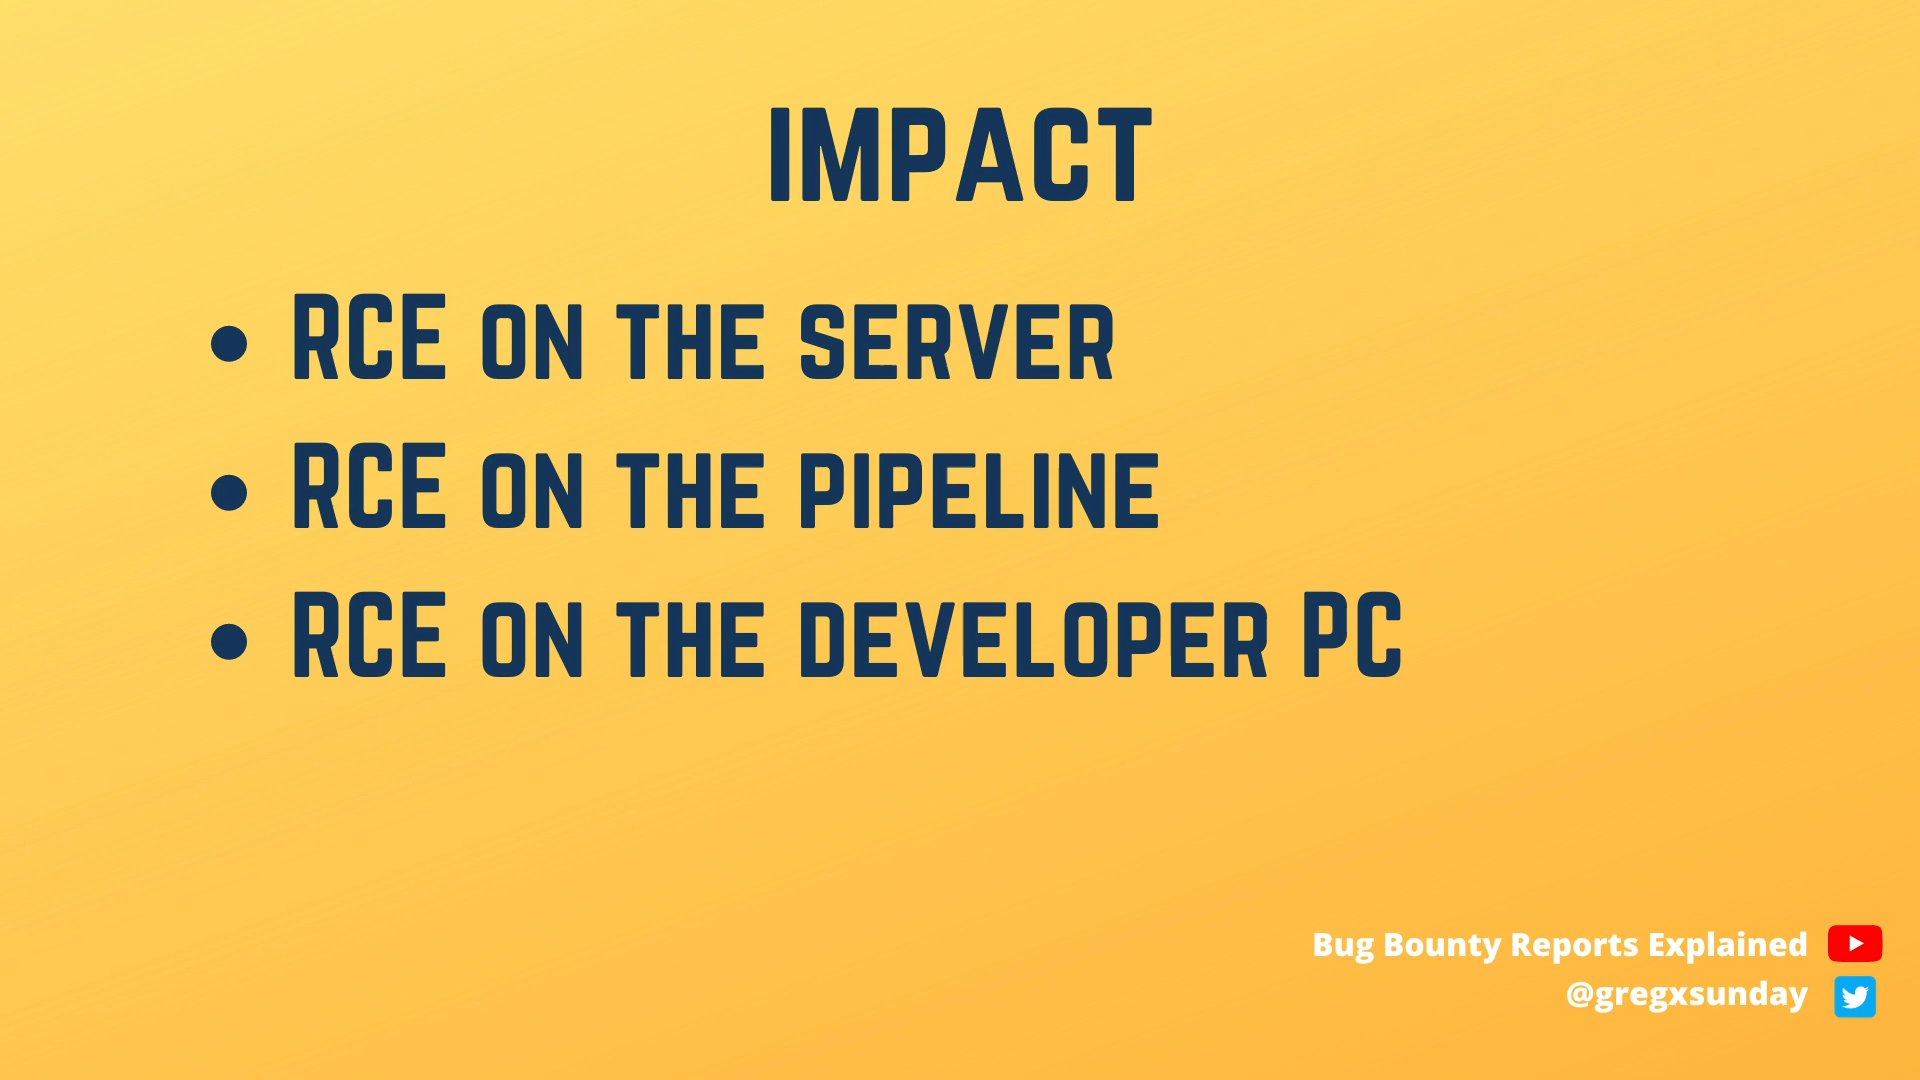 IMPACT
• RCE ON THE SERVER
• RCE ON THE PIPELINE
• RCE ON THE DEVELOPER PC
Bug Bounty Reports Explained
@gregxsunday